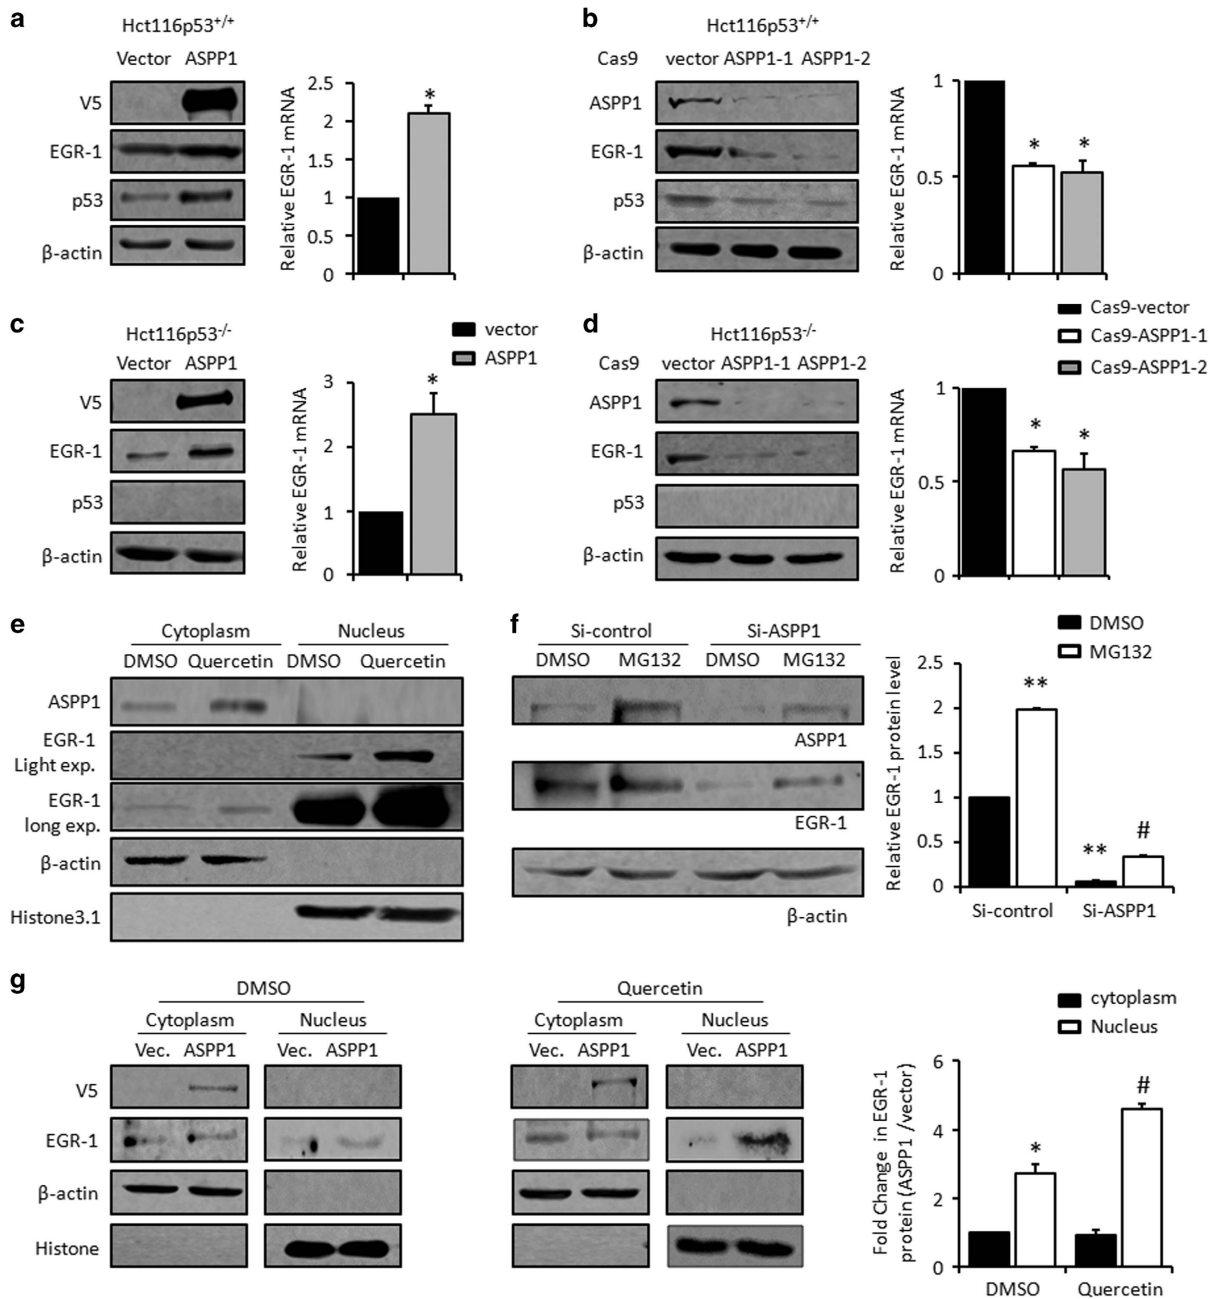 a
Hct116p53+/+
Vector ASPP1
V5
EGR-1
p53
β-actin
Relative EGR-1 mRNA
2.5
2
1.5
1
0.5
0
*
b
Hct116p53+/+
Cas9 vector ASPP1-1 ASPP1-2
ASPP1
EGR-1
p53
β-actin
Relative EGR-1 mRNA
1
0.5
0
* *
c
Hct116p53-/-
Vector ASPP1
V5
EGR-1
p53
β-actin
vector
ASPP1
Relative EGR-1 mRNA
3
2
1
0
*
d
Hct116p53-/-
Cas9 vector ASPP1-1 ASPP1-2
ASPP1
EGR-1
p53
β-actin
Cas9-vector
Cas9-ASPP1-1
Cas9-ASPP1-2
Relative EGR-1 mRNA
1
0.5
0
* *
e
Cytoplasm Nucleus
DMSO Quercetin DMSO Quercetin
ASPP1
EGR-1
Light exp.
EGR-1
long exp.
β-actin
Histone3.1
f
Si-control Si-ASPP1
DMSO MG132 DMSO MG132
ASPP1
EGR-1
β-actin
DMSO
MG132
Relative EGR-1 protein level
2.5
2
1.5
1
0.5
0
**
**
#
Si-control Si-ASPP1
g
DMSO
Cytoplasm Nucleus
Vec. ASPP1 Vec. ASPP1
V5
EGR-1
β-actin
Histone
Quercetin
Cytoplasm Nucleus
Vec. ASPP1 Vec. ASPP1
cytoplasm
Nucleus
Fold Change in EGR-1
protein (ASPP1 /vector)
6
4
2
0
*
#
DMSO Quercetin